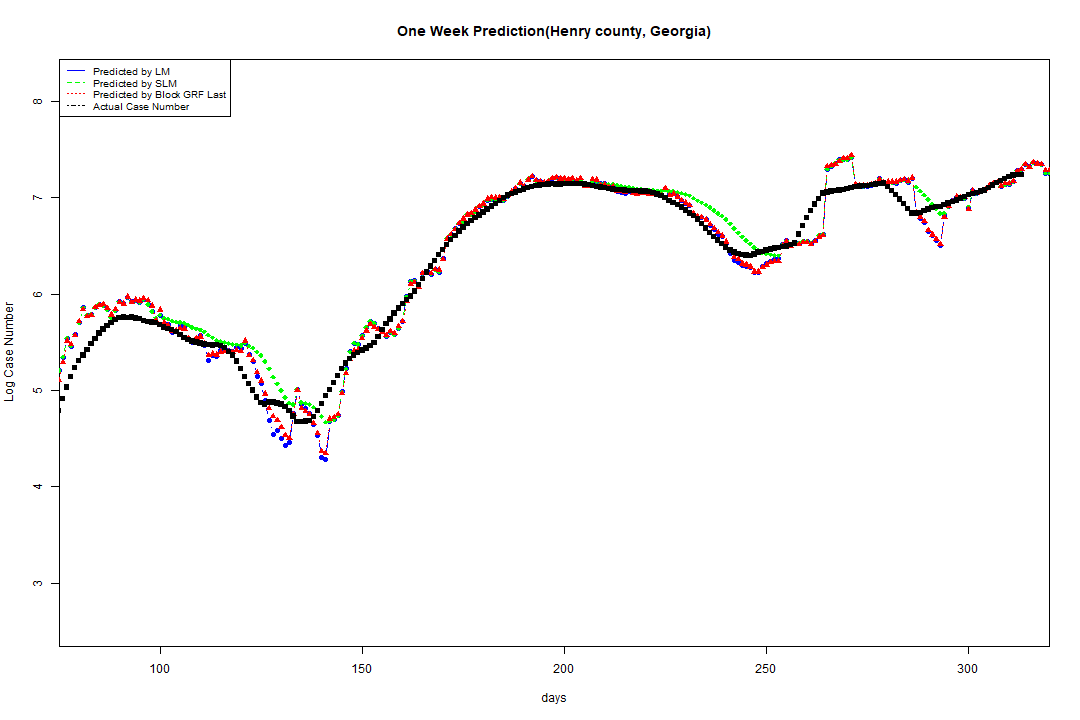 One Week Prediction(Henry county, Georgia)
Predicted by LM
Predicted by SLM
Predicted by Block GRF Last
Actual Case Number
8
7
6
5
4
3
Log Case Number
100 150 200 250 300
days